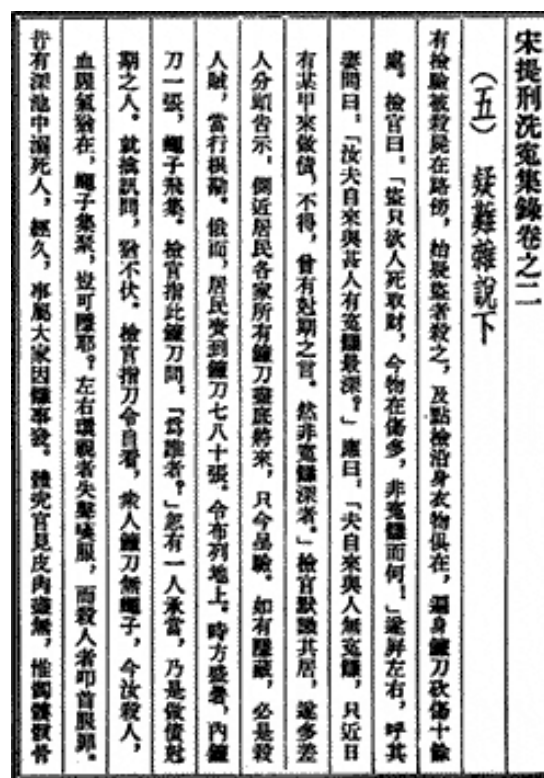 宋提刑洗冤集錄卷之二
(五) 疑難雜說下
有檢驗被殺屍在路傍，始疑盜者殺之，及點檢沿身衣物俱在，遍身鐮刀砍傷十餘
處。檢官曰，「盜只欲人死取財，今物在傷多，非冤讎而何！」遂屏左右，呼其
妻問曰，「汝夫自來與甚人有冤讎最深？」應曰，「夫自來與人無冤讎，只近日
有某甲來做債，不得，曾有尅期之言。然非冤讎深者。」檢官默識其居，遂多差
人分頭告示，側近居民各家所有鐮刀盡底將來，只今呈驗。如有隱藏，必是殺
人賊，當行根勘。俄而，居民賫到鐮刀七八十張。令布列地上。時方盛暑，內鐮
刀一張，蠅子飛集。檢官指此鐮刀問，「爲誰者？」忽有一人承當，乃是做債尅
期之人。就擒訊問，猶不伏。檢官指刀令自看，衆人鐮刀無蠅子，今汝殺人，
血腥氣猶在，蠅子集聚，豈可隱耶？左右環視者失聲嘆服，而殺人者叩首服罪。
昔有深池中溺死人，經久，事屬大家因讎事發。體究官見皮肉盡無，惟髑髏骸骨